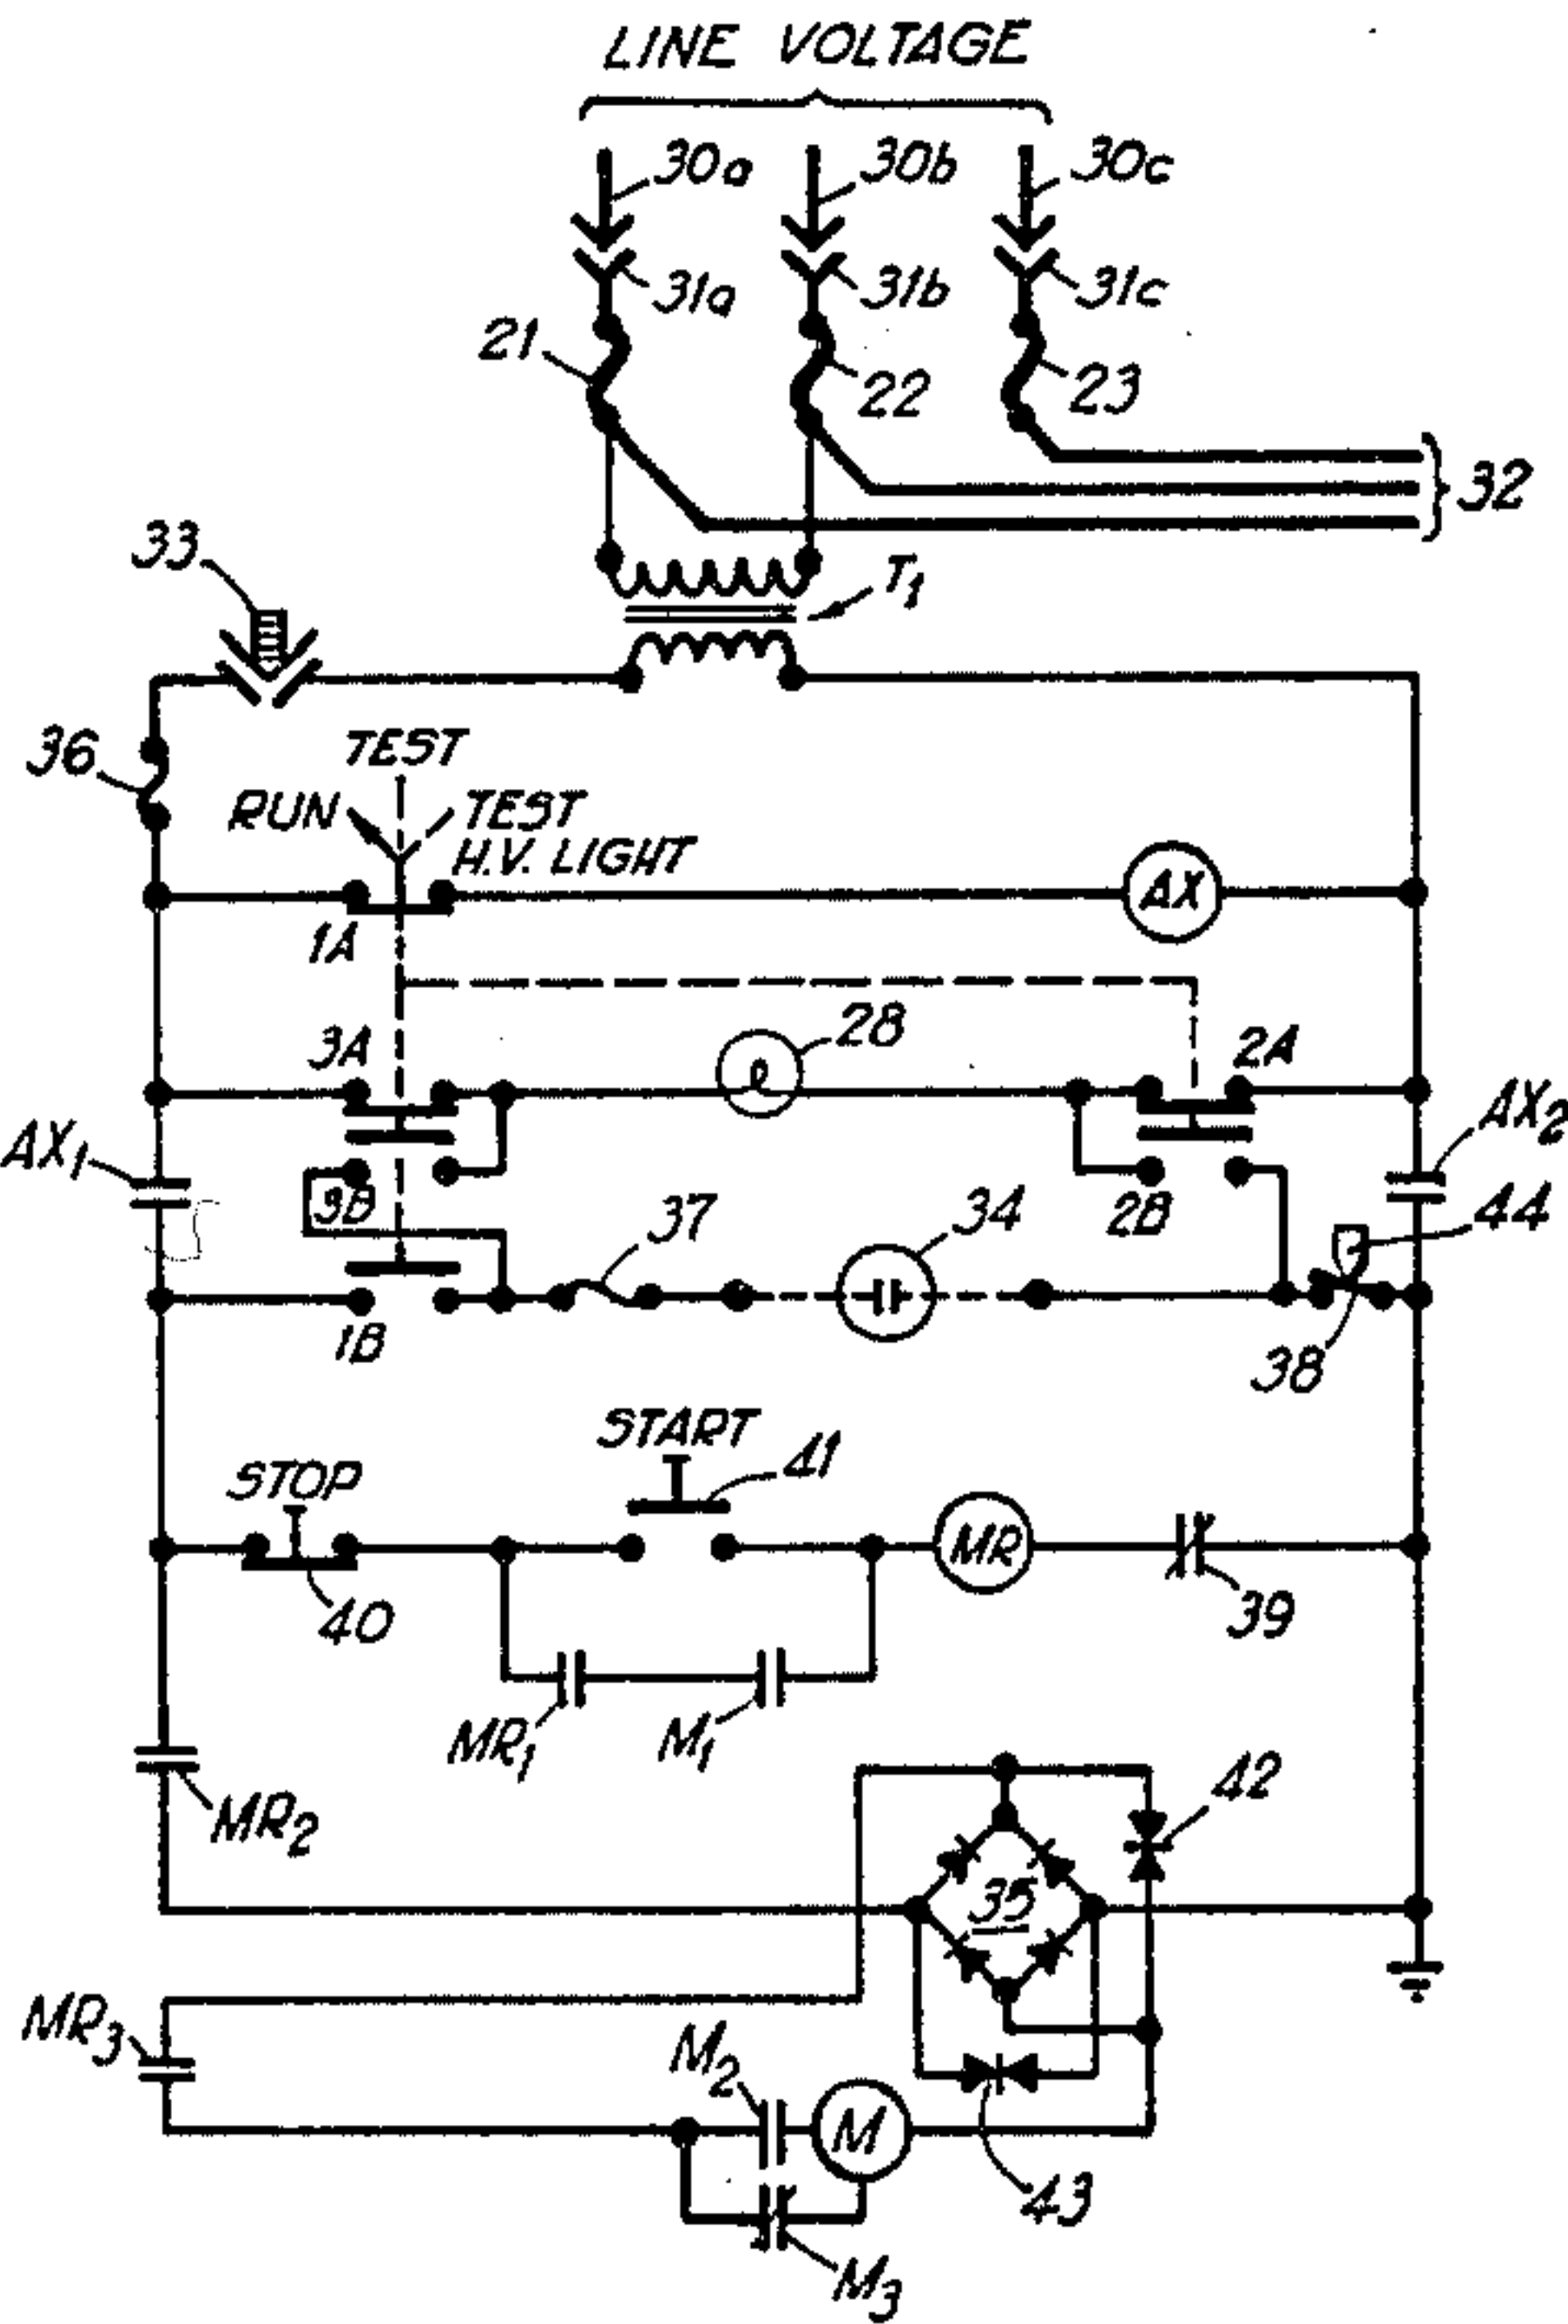 LINE VOLTAGE
30a 30b 30c
31a 31b 31c
21 22 23
32
33
T1
36
TEST
RUN TEST
H.V. LIGHT
AX
1A
3A 28 2A
AX1 AX2
3B 37 34 2B 44
1B 38
START
41
STOP
MR
40 39
MR1 M1
MR2 42
35
MR3
M2
M
43
M3